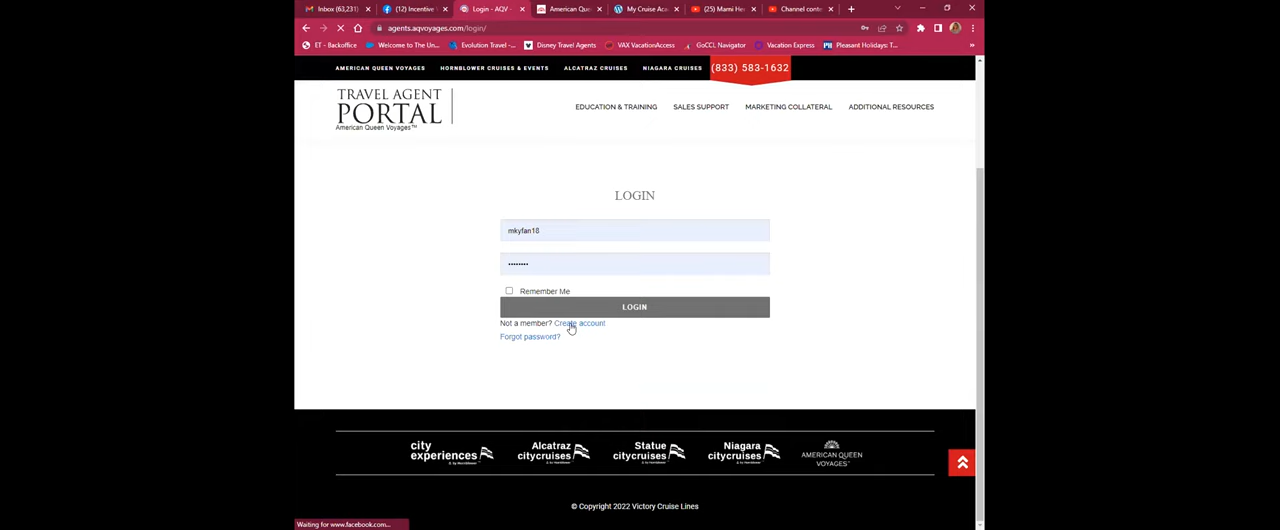 Inbox (63,231)
(12) Incentive
Login - AQV -
American Que
My Cruise Aca
(25) Mami He
Channel conte
agents.aqvoyages.com/login/
ET - Backoffice
Welcome to The Un...
Evolution Travel -...
Disney Travel Agents
VAX VacationAccess
GoCCL Navigator
Vacation Express
Pleasant Holidays: T...
AMERICAN QUEEN VOYAGES
HORNBLOWER CRUISES & EVENTS
ALCATRAZ CRUISES
NIAGARA CRUISES
(833) 583-1632
TRAVEL AGENT
PORTAL
American Queen Voyages™
EDUCATION & TRAINING
SALES SUPPORT
MARKETING COLLATERAL
ADDITIONAL RESOURCES
LOGIN
mkyfan18
••••••••
Remember Me
LOGIN
Not a member? Create account
Forgot password?
city
experiences
Alcatraz
citycruises
Statue
citycruises
Niagara
citycruises
AMERICAN QUEEN
VOYAGES
© Copyright 2022 Victory Cruise Lines
Waiting for www.facebook.com...